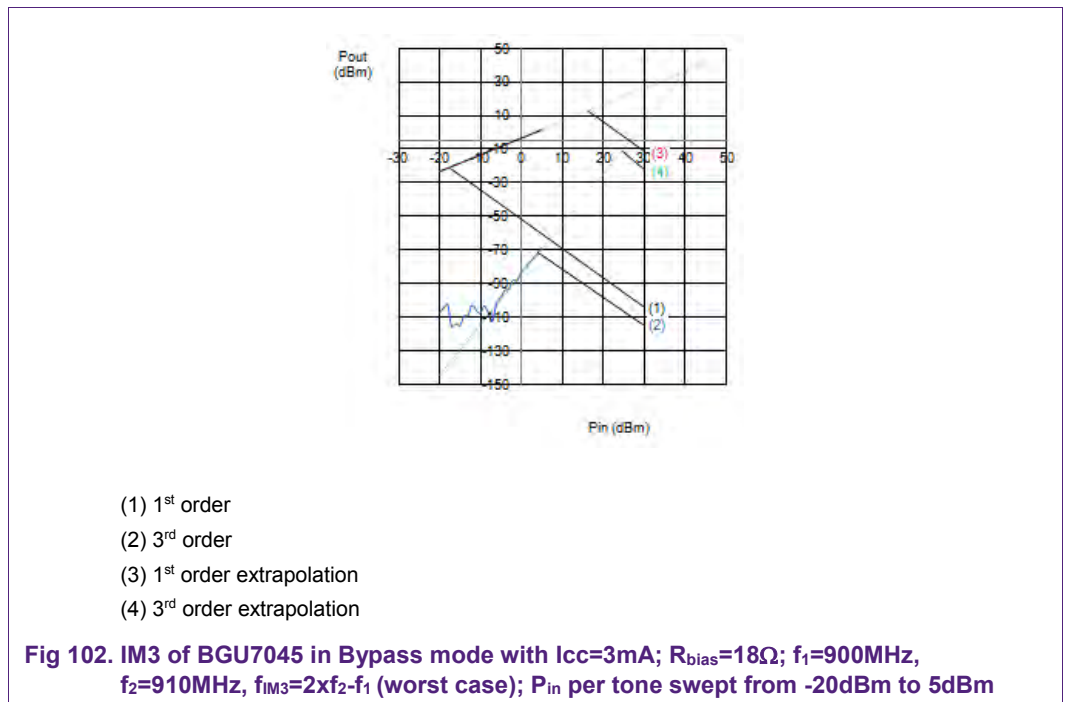 Pout
(dBm)
50
30
10
-10
-30 -20 -10 0 10 20 30 40 50
(3)
(4)
-30
-50
-70
-90
-110
(1)
(2)
-130
-150
Pin (dBm)
(1) 1st order
(2) 3rd order
(3) 1st order extrapolation
(4) 3rd order extrapolation
Fig 102. IM3 of BGU7045 in Bypass mode with Icc=3mA; Rbias=18Ω; f1=900MHz,
f2=910MHz, fIM3=2xf2-f1 (worst case); Pin per tone swept from -20dBm to 5dBm